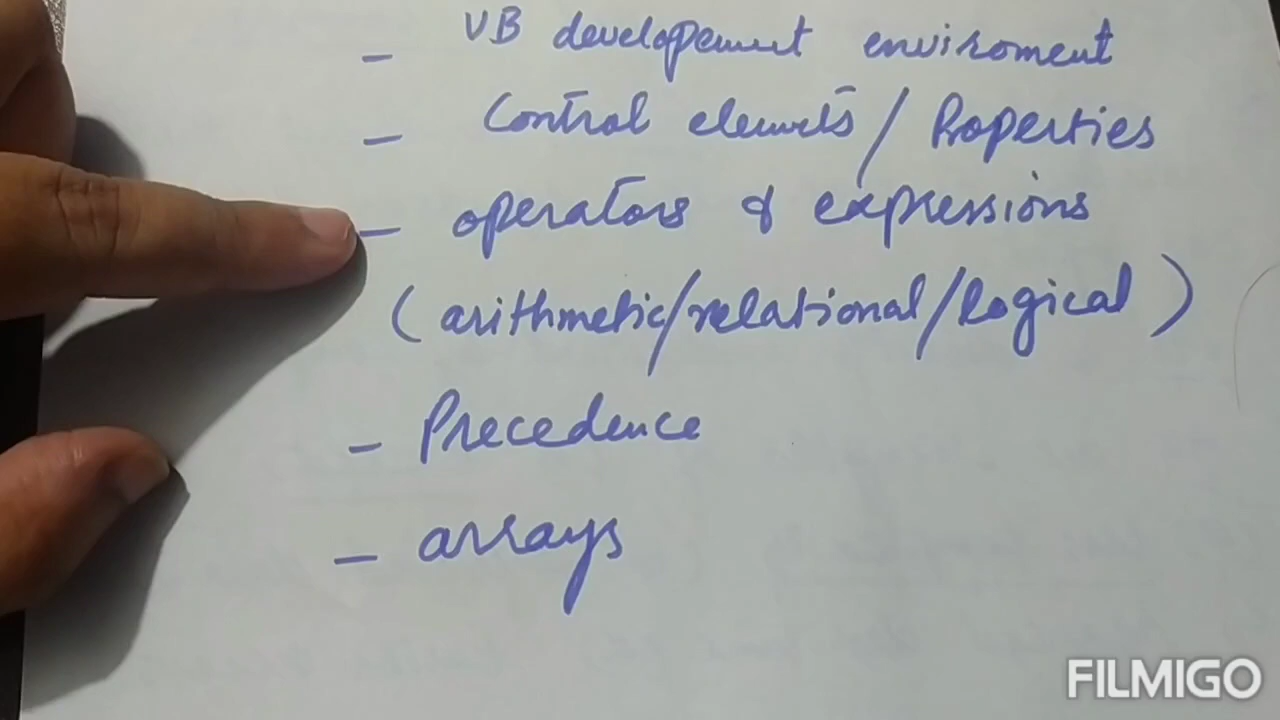 - VB developement enviroment
- Control elements / Properties
- operators & expressions
(arithmetic/relational/logical)
- Precedence
- arrays
FILMIGO